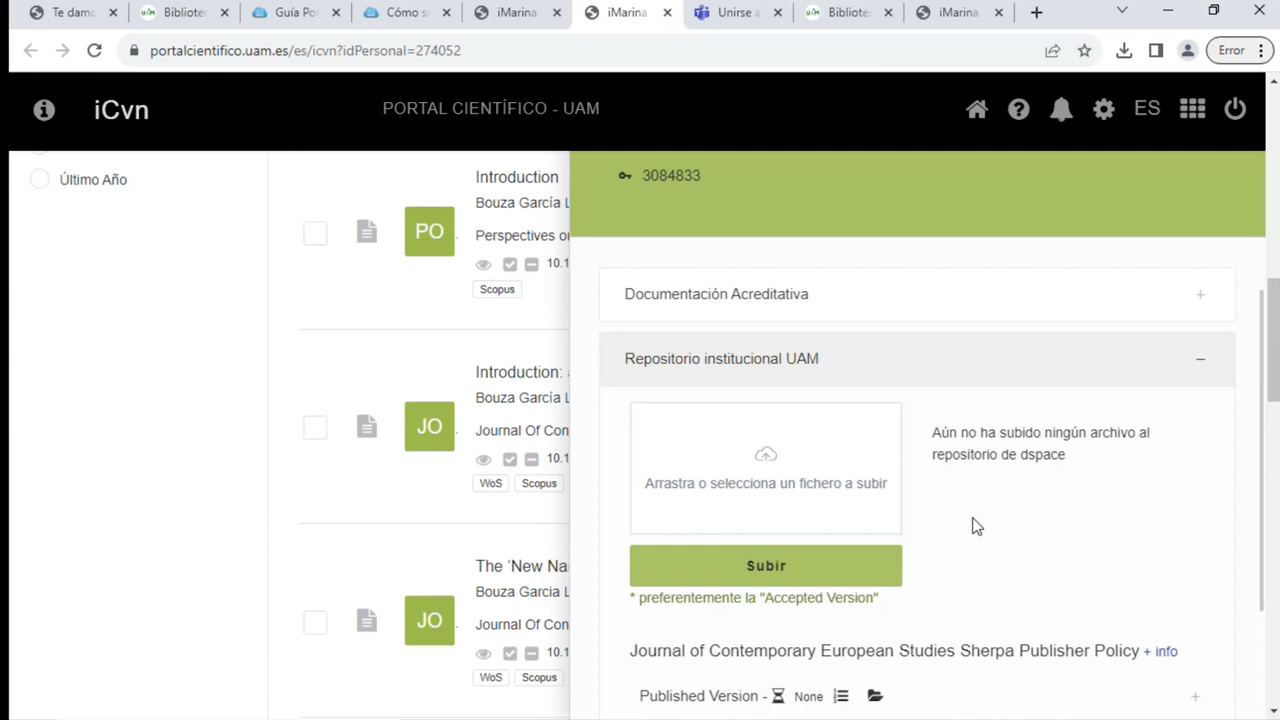 Te damo
Bibliote
Guía Po
Cómo s
iMarina
iMarina
Unirse a
Bibliote
iMarina
portalcientifico.uam.es/es/icvn?idPersonal=274052
Error
iCvn
PORTAL CIENTÍFICO - UAM
ES
Último Año
Introduction
PO
Bouza García L
Perspectives o
10.1
Scopus
Introduction:
JO
Bouza García L
Journal Of Con
10.1
WoS Scopus
The 'New Na
JO
Bouza Garcia L
Journal Of Con
10.1
WoS Scopus
3084833
Documentación Acreditativa
Repositorio institucional UAM
Arrastra o selecciona un fichero a subir
Aún no ha subido ningún archivo al
repositorio de dspace
Subir
* preferentemente la "Accepted Version"
Journal of Contemporary European Studies Sherpa Publisher Policy + info
Published Version - None